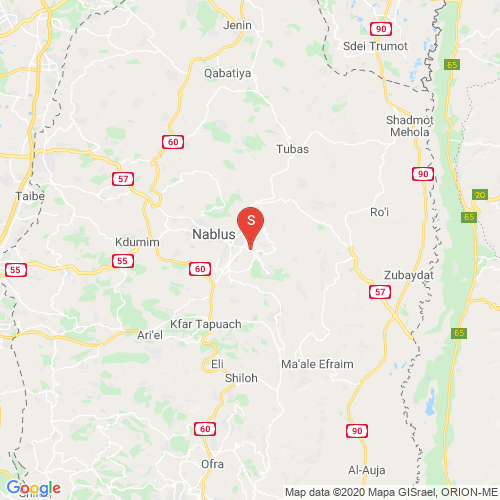 Jenin
90
Sdei Trumot
65
Qabatiya
Shadmot
Mehola
60
Tubas
57
90
20
Taibe
Ro'i
65
S
Nablus
Kdumim
55
55
60
Zubaydat
57
Kfar Tapuach
Ari'el
65
Eli
Ma'ale Efraim
Shiloh
60
90
Ofra
Al-Auja
Google
Map data ©2020 Mapa GISrael, ORION-ME